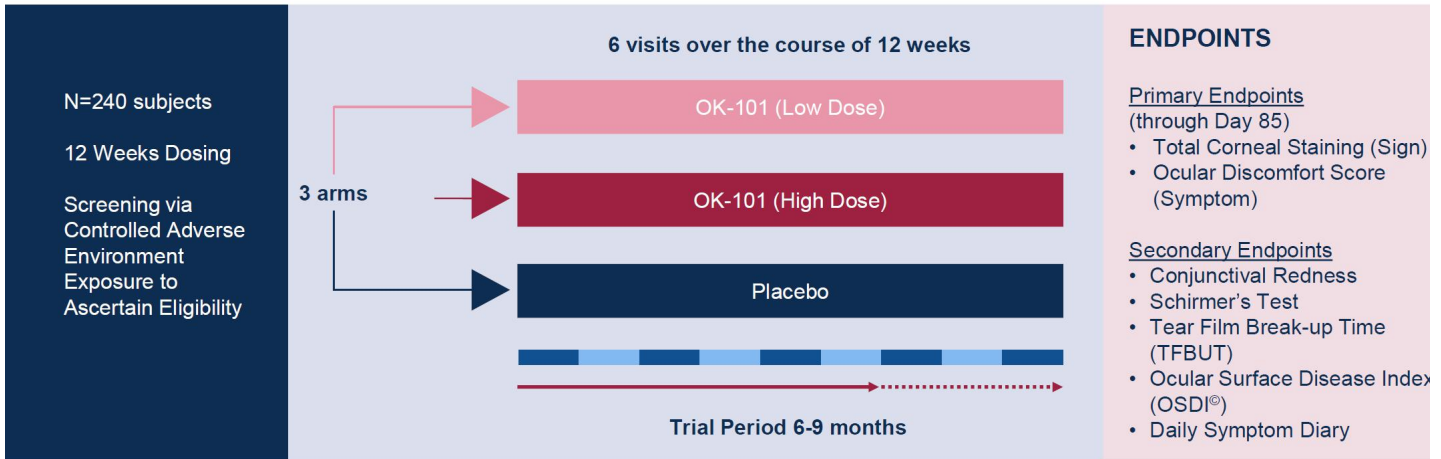 N=240 subjects
12 Weeks Dosing
Screening via
Controlled Adverse
Environment
Exposure to
Ascertain Eligibility
3 arms
6 visits over the course of 12 weeks
OK-101 (Low Dose)
OK-101 (High Dose)
Placebo
Trial Period 6-9 months
ENDPOINTS
Primary Endpoints
(through Day 85)
• Total Corneal Staining (Sign)
• Ocular Discomfort Score
(Symptom)
Secondary Endpoints
• Conjunctival Redness
• Schirmer's Test
• Tear Film Break-up Time
(TFBUT)
• Ocular Surface Disease Index
(OSDI©)
• Daily Symptom Diary